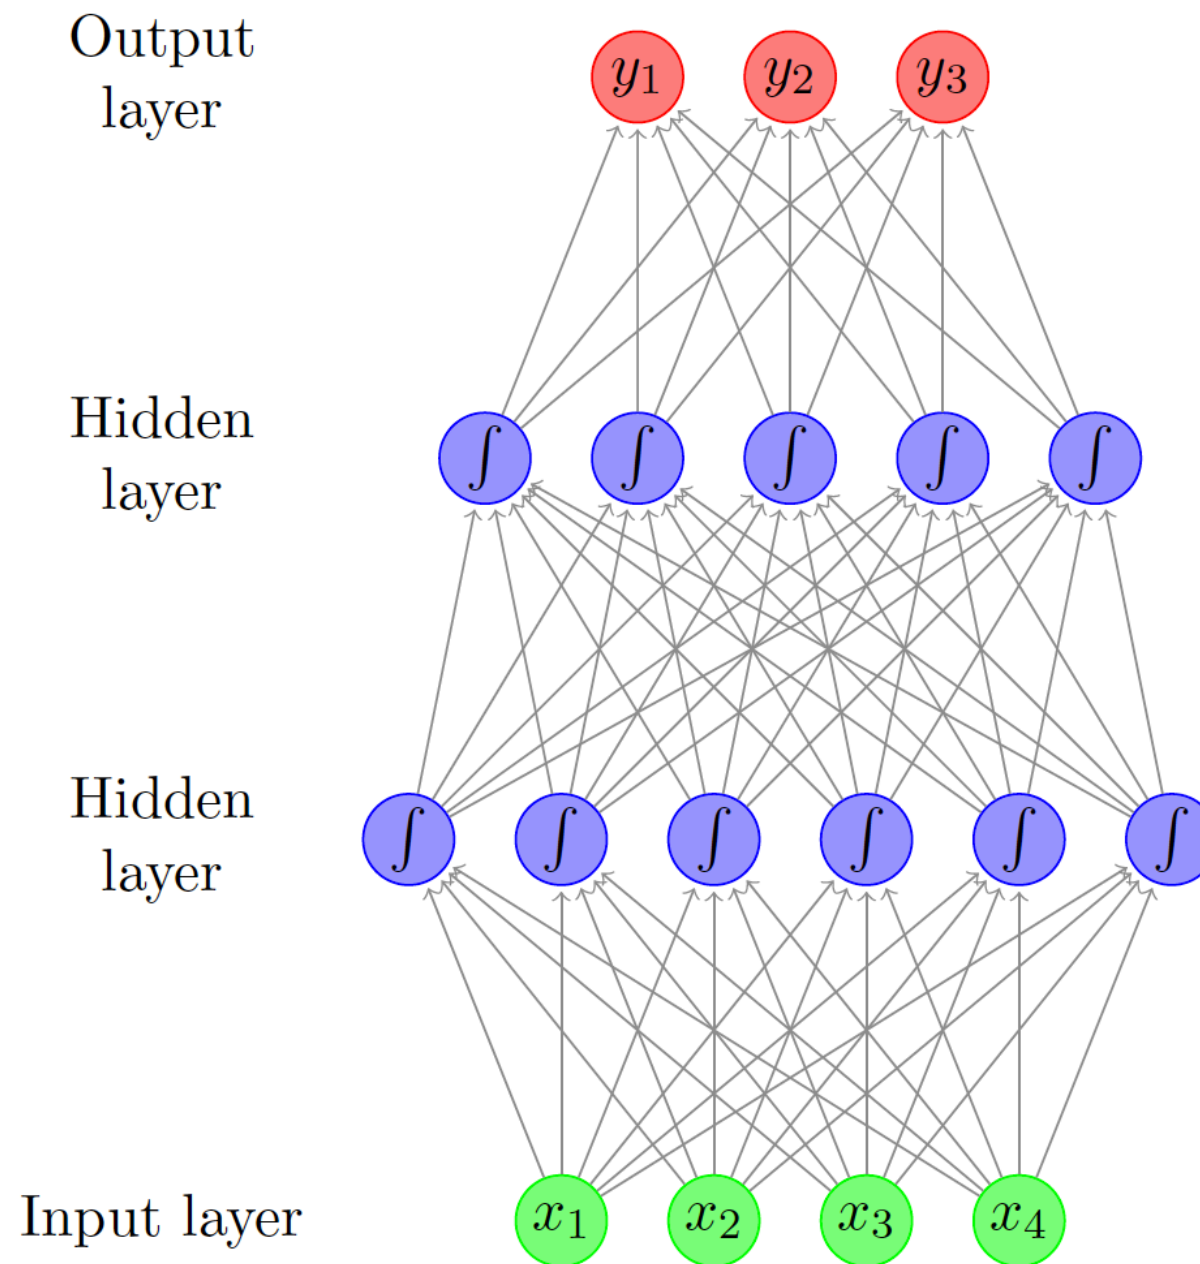 Output
layer
y1 y2 y3
Hidden
layer
∫ ∫ ∫ ∫ ∫
Hidden
layer
∫ ∫ ∫ ∫ ∫ ∫
Input layer
x1 x2 x3 x4